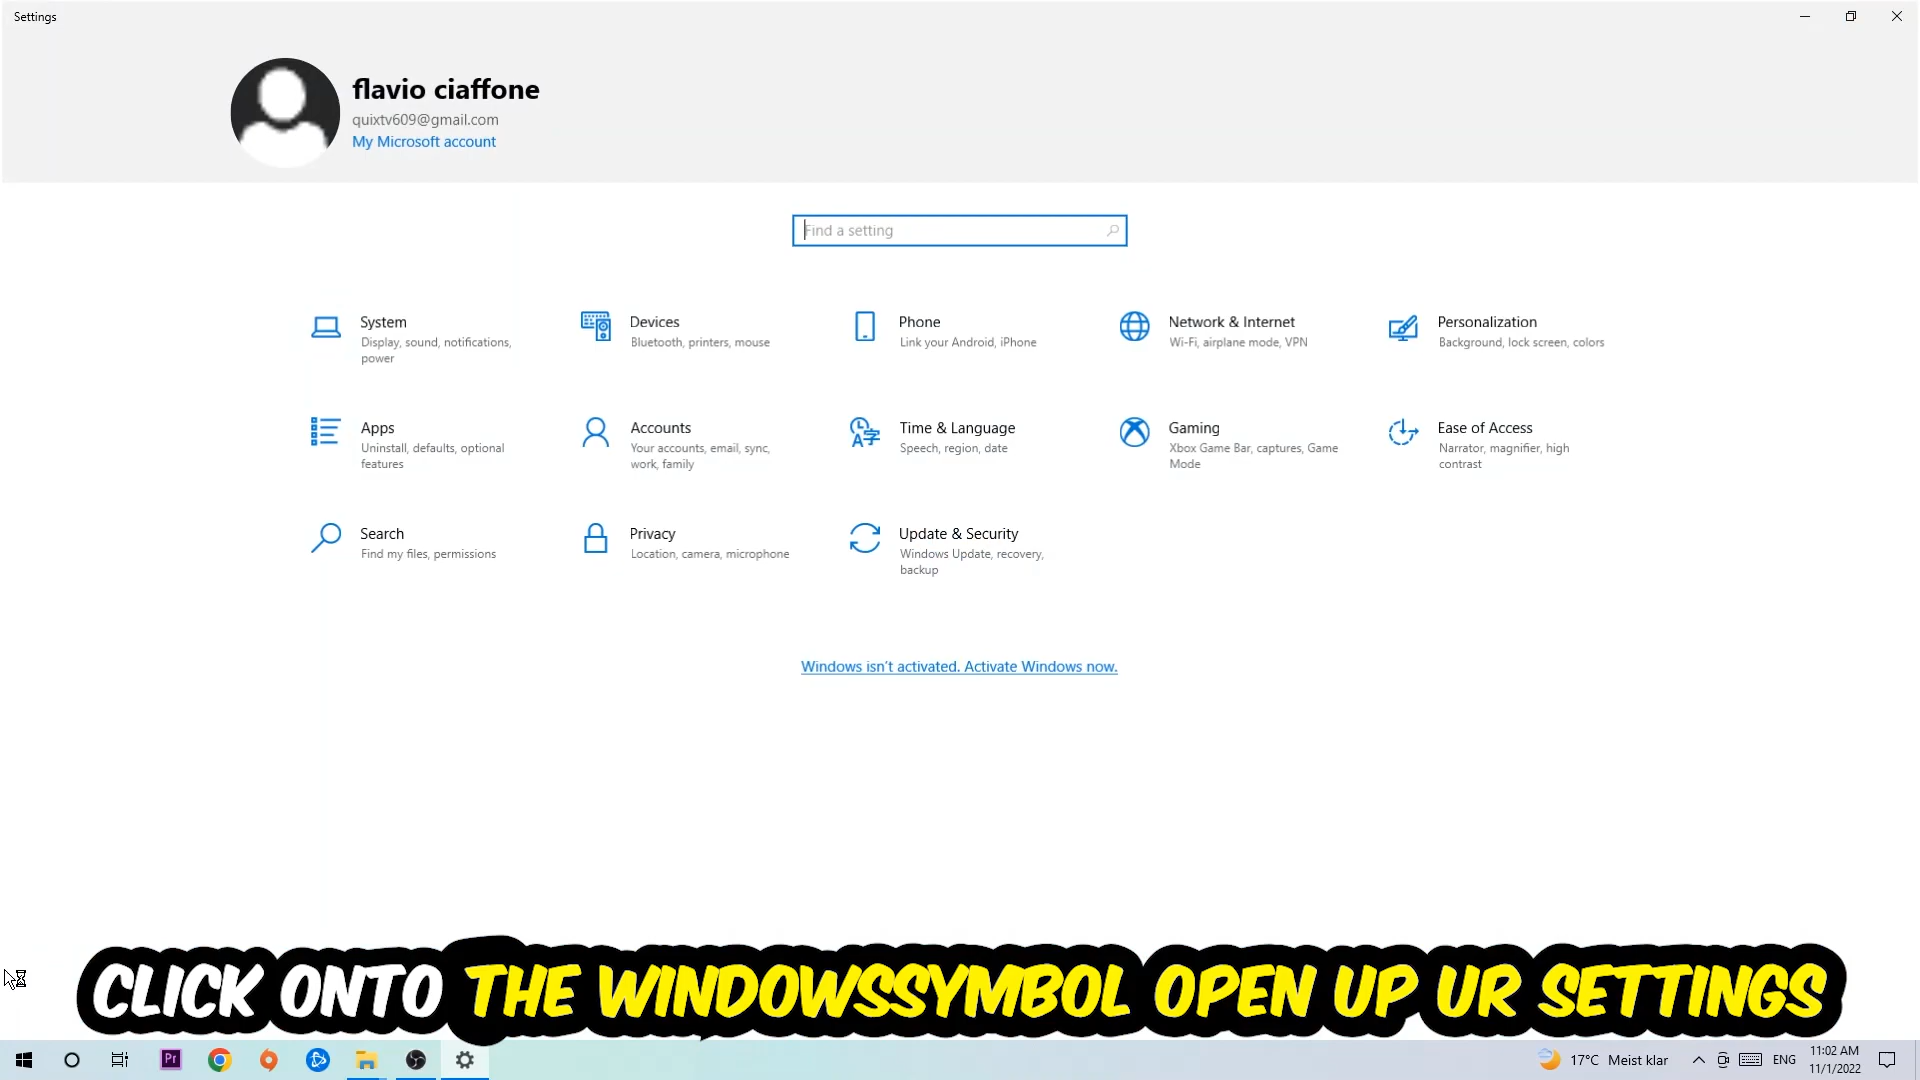 Settings
flavio ciaffone
quixtv609@gmail.com
My Microsoft account
Find a setting
System
Display, sound, notifications,
power
Devices
Bluetooth, printers, mouse
Phone
Link your Android, iPhone
Network & Internet
Wi-Fi, airplane mode, VPN
Personalization
Background, lock screen, colors
Apps
Uninstall, defaults, optional
features
Accounts
Your accounts, email, sync,
work, family
Time & Language
Speech, region, date
Gaming
Xbox Game Bar, captures, Game
Mode
Ease of Access
Narrator, magnifier, high
contrast
Search
Find my files, permissions
Privacy
Location, camera, microphone
Update & Security
Windows Update, recovery,
backup
Windows isn't activated. Activate Windows now.
CLICK ONTO THE WINDOWSSYMBOL OPEN UP UR SETTINGS
Pr
17°C Meist klar
ENG
11:02 AM
11/1/2022